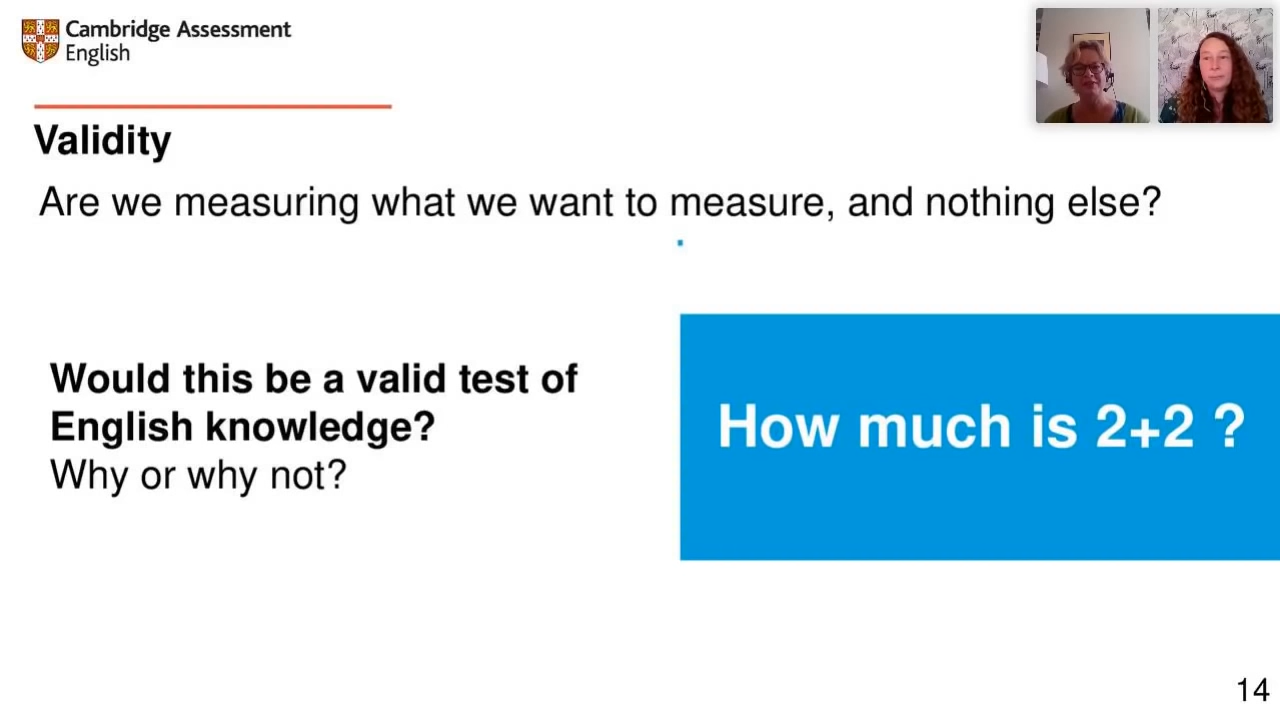 Cambridge Assessment
English
Validity
Are we measuring what we want to measure, and nothing else?
Would this be a valid test of
English knowledge?
Why or why not?
How much is 2+2 ?
14